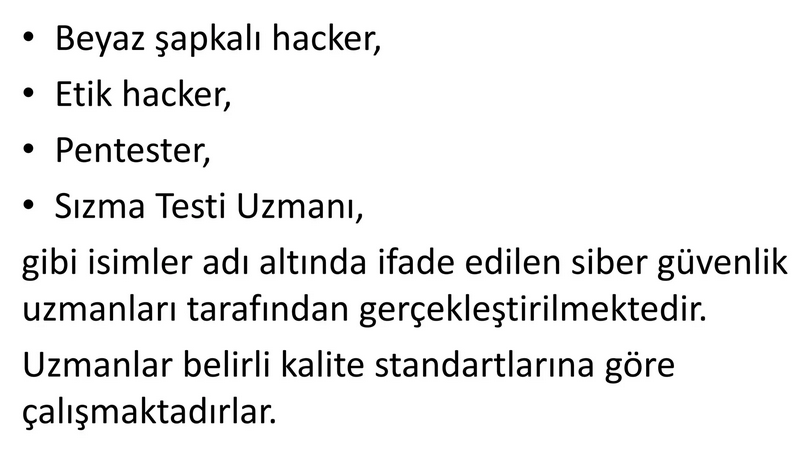 • Beyaz şapkalı hacker,
• Etik hacker,
• Pentester,
• Sızma Testi Uzmanı,
gibi isimler adı altında ifade edilen siber güvenlik
uzmanları tarafından gerçekleştirilmektedir.
Uzmanlar belirli kalite standartlarına göre
çalışmaktadırlar.